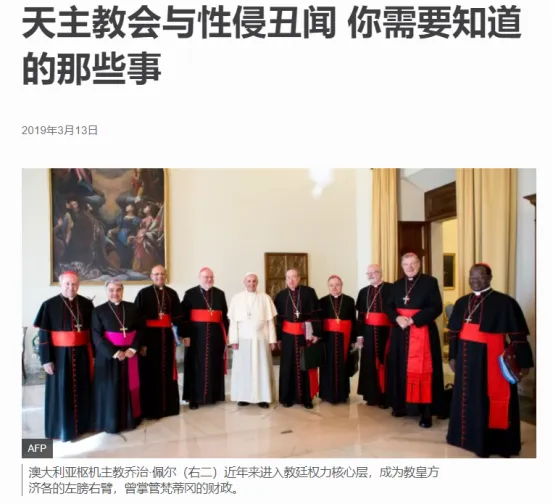 天主教会与性侵丑闻 你需要知道
的那些事
2019年3月13日
AFP
澳大利亚枢机主教乔治·佩尔（右二）近年来进入教廷权力核心层，成为教皇方
济各的左膀右臂，曾掌管梵蒂冈的财政。